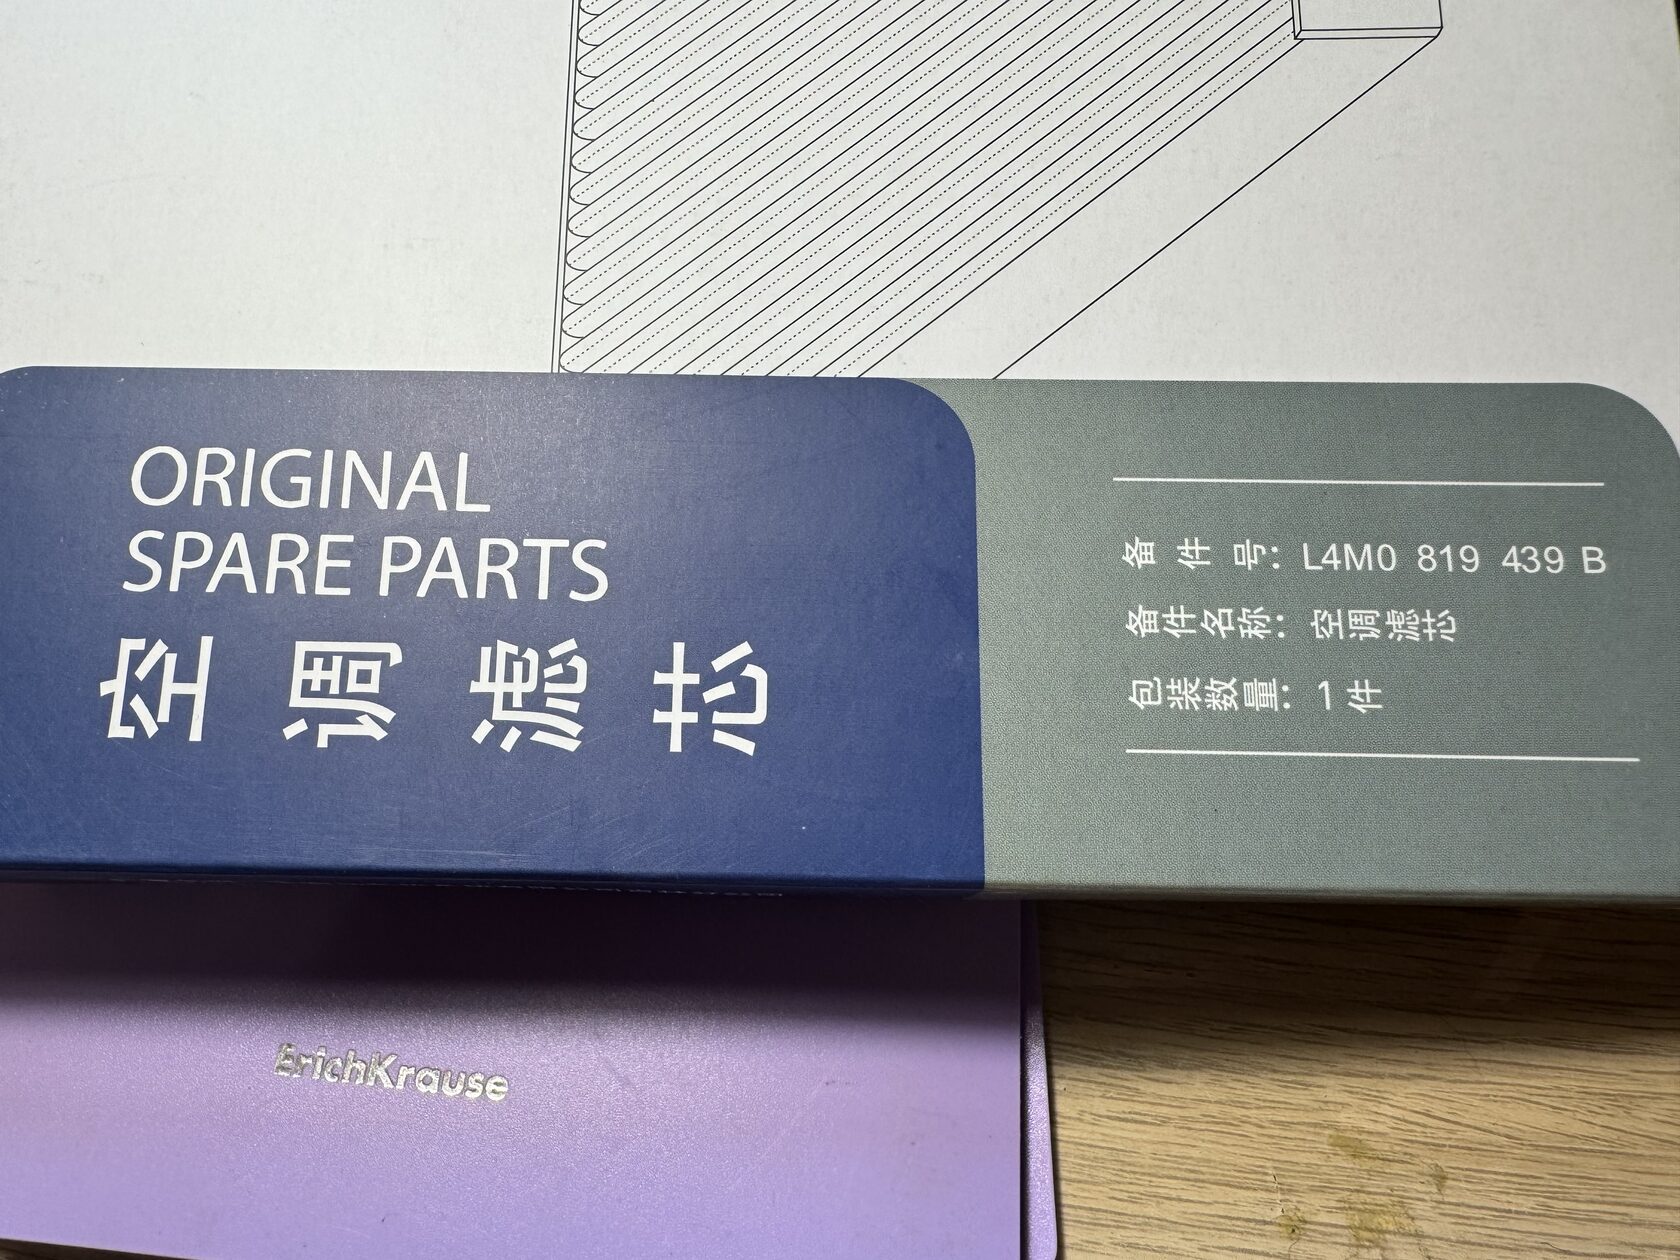 ORIGINAL
SPARE PARTS
空调滤芯
备件号: L4M0 819 439 B
备件名称: 空调滤芯
包装数量: 1 件
ErichKrause